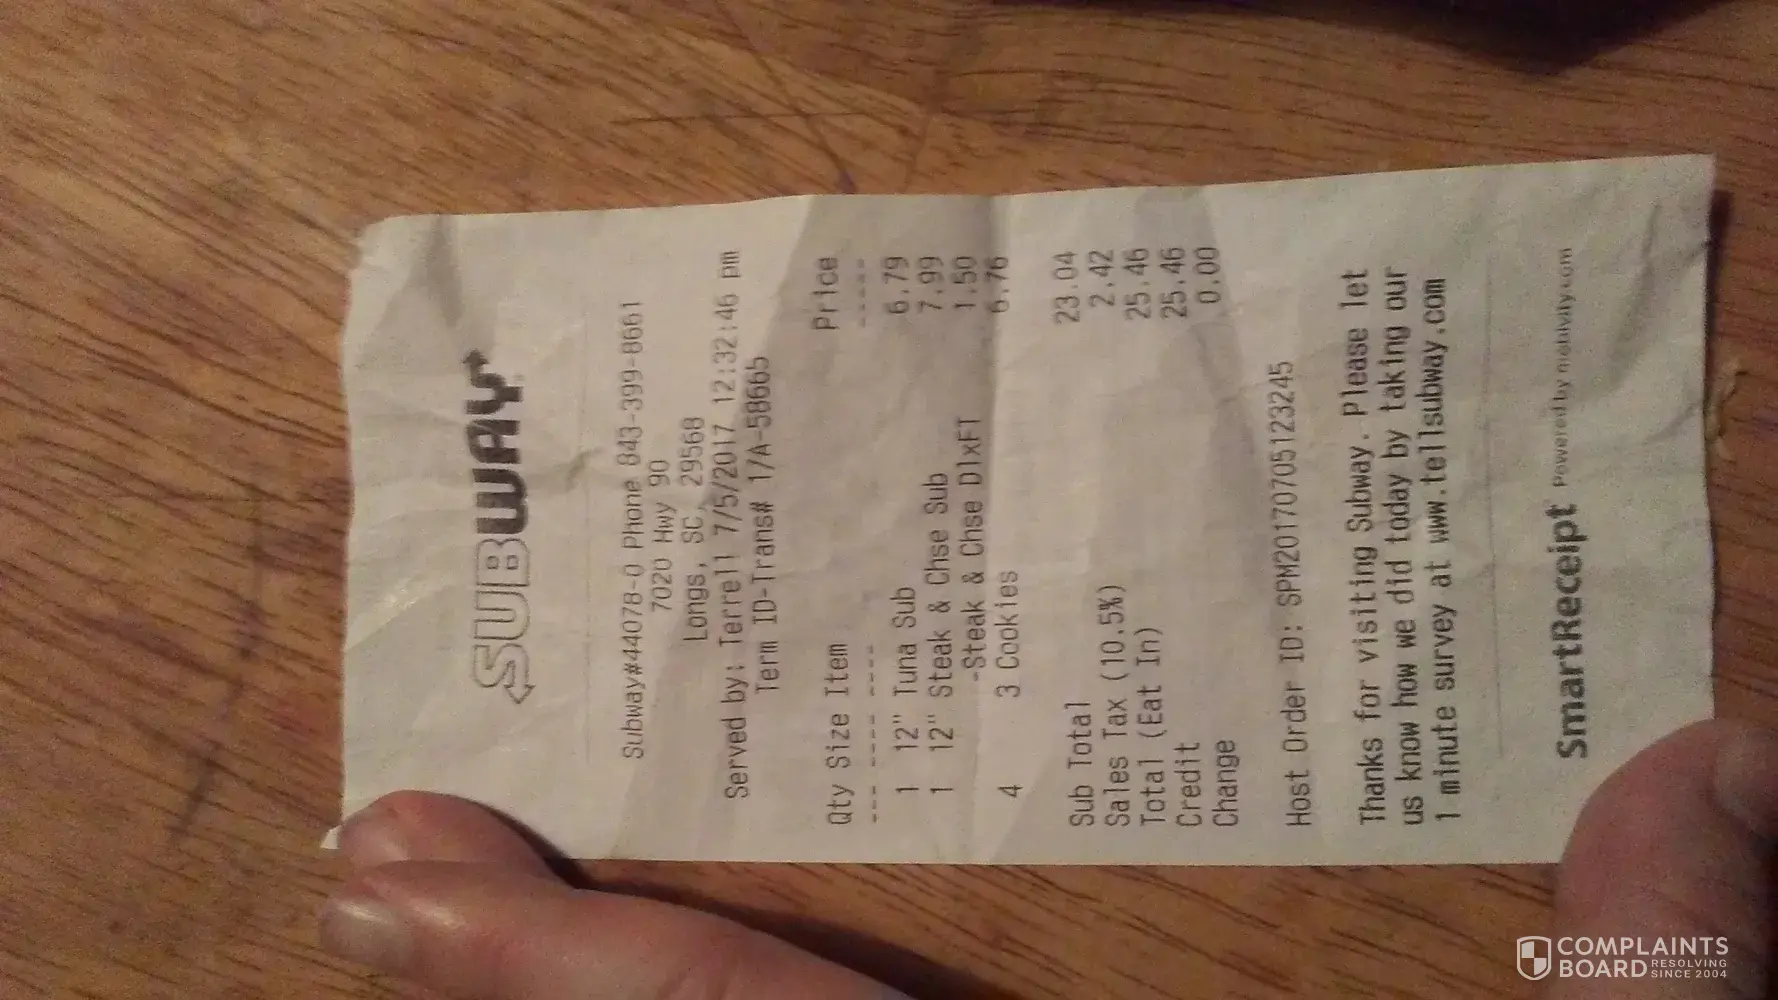 SUBWAY
Subway#44078-0 Phone 843-399-8661
7020 Hwy 90
Longs, SC, 29568
Served by: Terrell 7/5/2017 12:32:46 pm
Term ID-Trans# 1/A-58665
Qty Size Item Price
--- ---- ---- -----
1 12" Tuna Sub 6.79
1 12" Steak & Chse Sub 7.99
-Steak & Chse DlxFT 1.50
4 3 Cookies 6.76
Sub Total 23.04
Sales Tax (10.5%) 2.42
Total (Eat In) 25.46
Credit 25.46
Change 0.00
Host Order ID: SPM20170705123245
Thanks for visiting Subway. Please let
us know how we did today by taking our
1 minute survey at www.tellsubway.com
SmartReceipt Powered by motivity.com
COMPLAINTS
BOARD RESOLVING
SINCE 2004